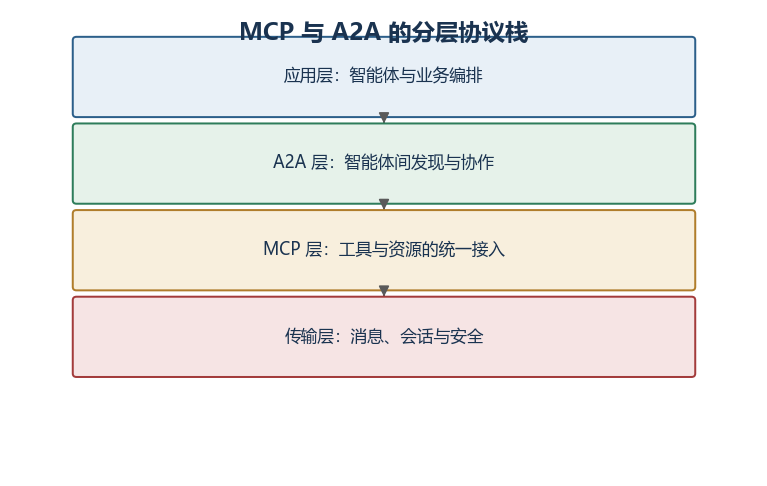 MCP 与 A2A 的分层协议栈
应用层：智能体与业务编排
A2A 层：智能体间发现与协作
MCP 层：工具与资源的统一接入
传输层：消息、会话与安全